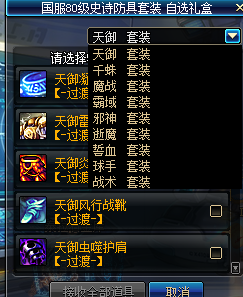 国服80级史诗防具套装 自选礼盒
天御 套装
请选择
天御 套装
千蛛 套装
魔战 套装
霸域 套装
邪神 套装
逝魔 套装
誓血 套装
球手 套装
战术 套装
天御凝
【-过渡
天御雷
【-过渡
天御炎
【-过渡
天御风行战靴
【-过渡-】
天御虫噬护肩
【-过渡-】
接收全部道具
取消